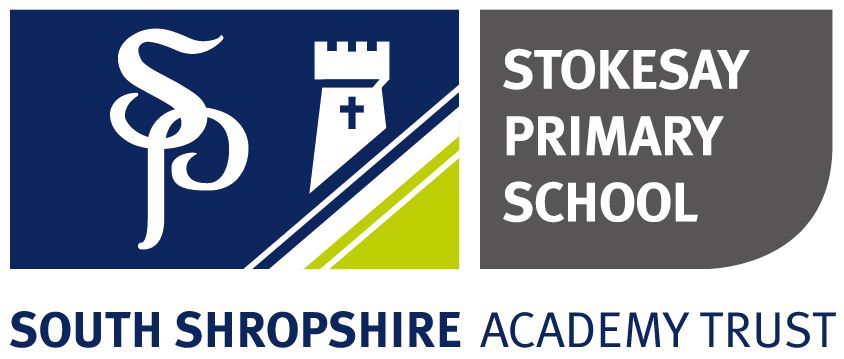 SP
STOKESAY
PRIMARY
SCHOOL
SOUTH SHROPSHIRE ACADEMY TRUST